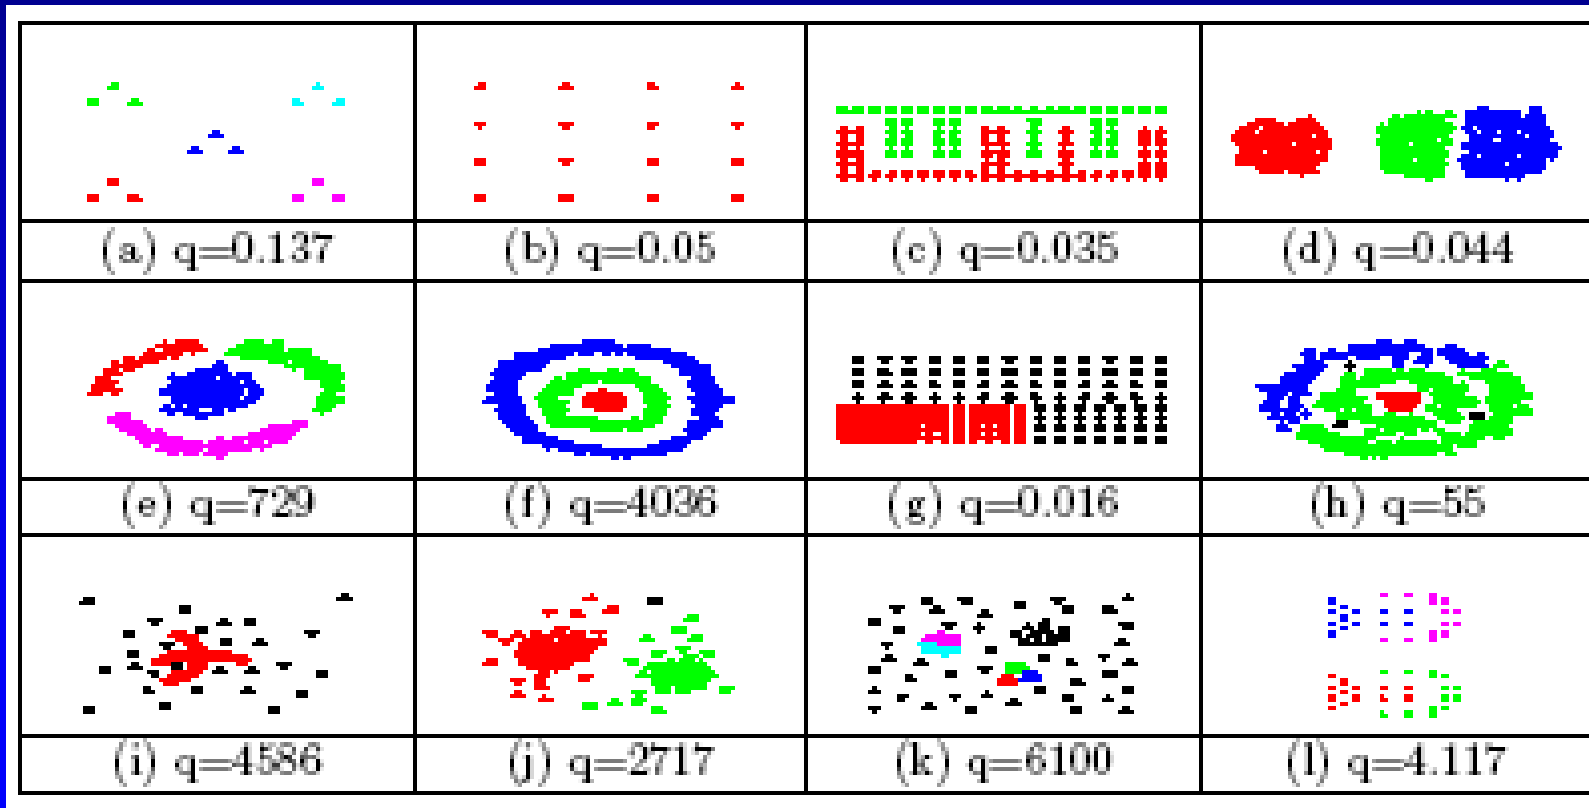 (a) q=0.137
(b) q=0.05
(c) q=0.035
(d) q=0.044
(e) q=729
(f) q=4036
(g) q=0.016
(h) q=55
(i) q=4586
(j) q=2717
(k) q=6100
(l) q=4.117